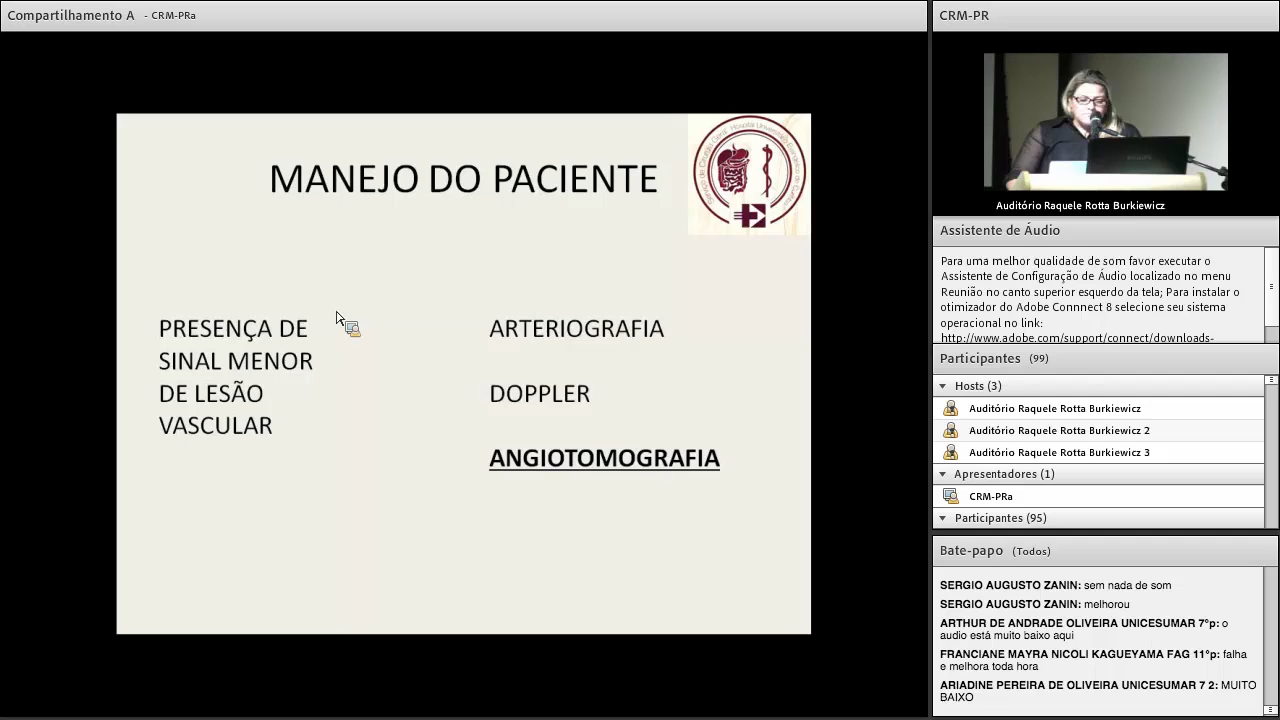 Compartilhamento A - CRM-PRa
MANEJO DO PACIENTE
PRESENÇA DE
SINAL MENOR
DE LESÃO
VASCULAR
ARTERIOGRAFIA
DOPPLER
ANGIOTOMOGRAFIA
CRM-PR
Auditório Raquele Rotta Burkiewicz
Assistente de Áudio
Para uma melhor qualidade de som favor executar o
Assistente de Configuração de Áudio localizado no menu
Reunião no canto superior esquerdo da tela; Para instalar o
otimizador do Adobe Connnect 8 selecione seu sistema
operacional no link:
http://www.adobe.com/support/connect/downloads-
Participantes (99)
Hosts (3)
Auditório Raquele Rotta Burkiewicz
Auditório Raquele Rotta Burkiewicz 2
Auditório Raquele Rotta Burkiewicz 3
Apresentadores (1)
CRM-PRa
Participantes (95)
Bate-papo (Todos)
SERGIO AUGUSTO ZANIN: sem nada de som
SERGIO AUGUSTO ZANIN: melhorou
ARTHUR DE ANDRADE OLIVEIRA UNICESUMAR 7°p: o
audio está muito baixo aqui
FRANCIANE MAYRA NICOLI KAGUEYAMA FAG 11°p: falha
e melhora toda hora
ARIADINE PEREIRA DE OLIVEIRA UNICESUMAR 7 2: MUITO
BAIXO